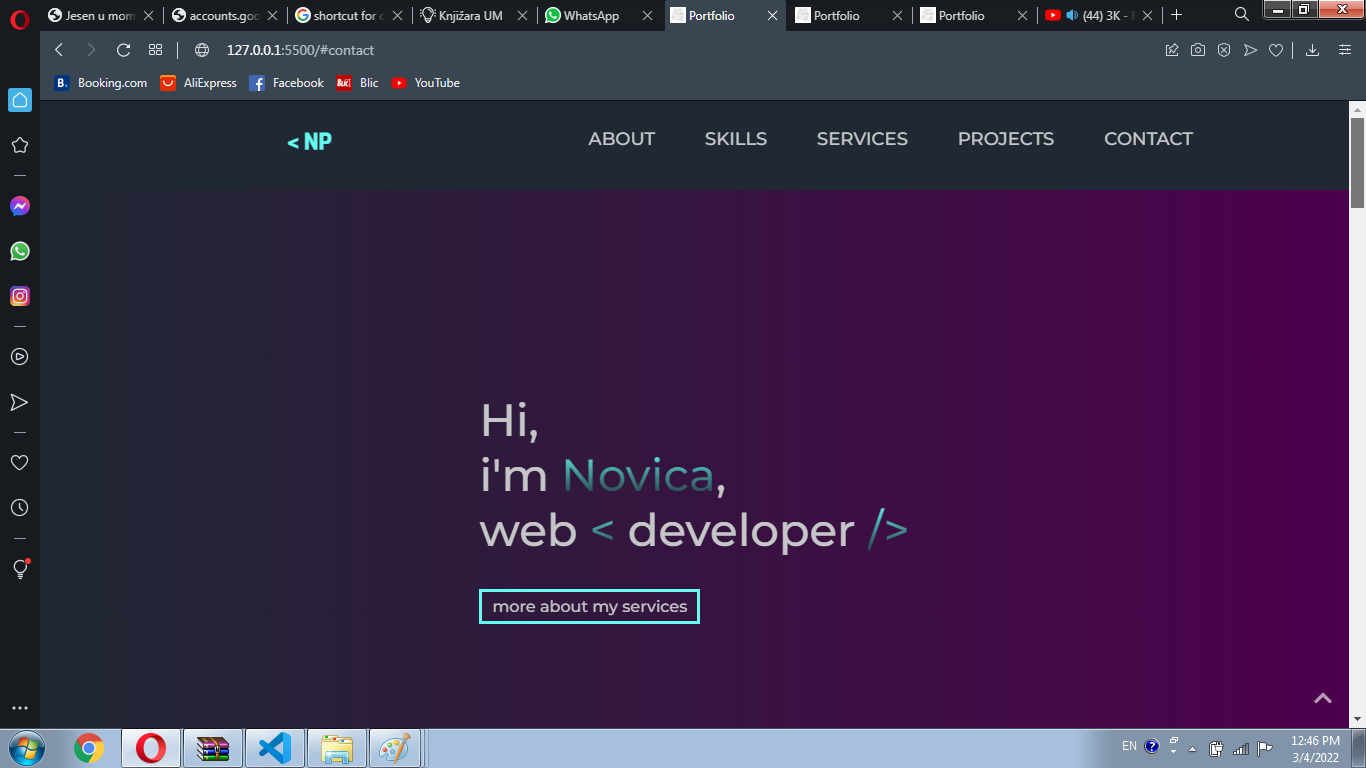 Jesen u mom
accounts.goo
shortcut for c
Knjižara UM
WhatsApp
Portfolio
Portfolio
Portfolio
(44) 3K -
127.0.0.1:5500/#contact
B. Booking.com
AliExpress
Facebook
Blic
YouTube
< NP
ABOUT
SKILLS
SERVICES
PROJECTS
CONTACT
Hi,
i'm Novica,
web < developer />
more about my services
EN
12:46 PM
3/4/2022